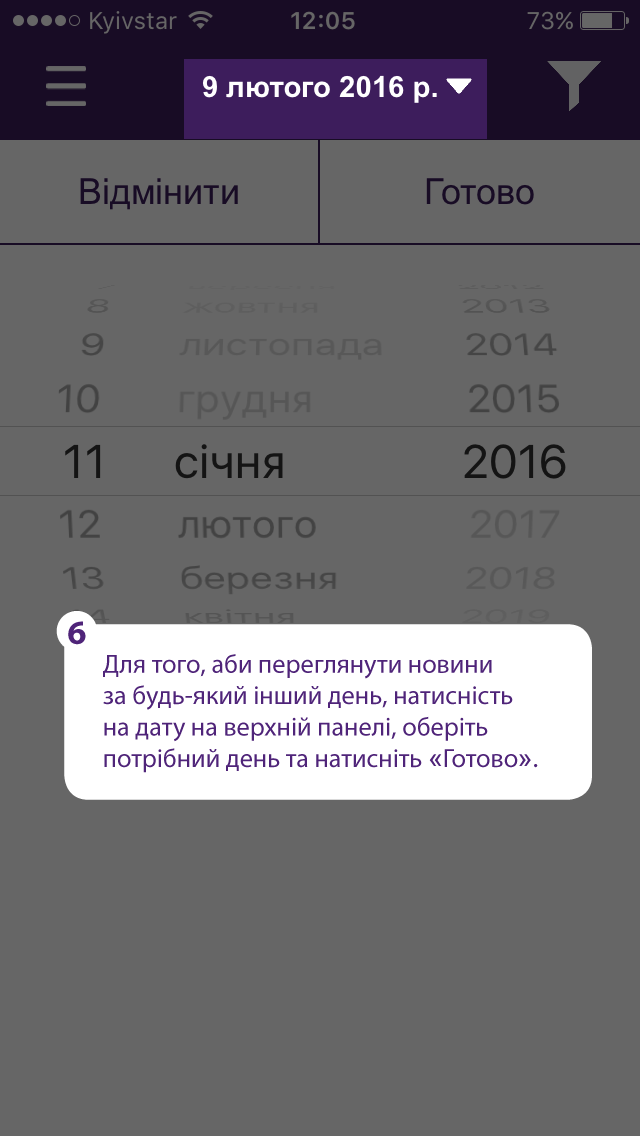 Kyivstar 12:05 73%
9 лютого 2016 р.
Відмінити Готово
8 жовтня 2013
9 листопада 2014
10 грудня 2015
11 січня 2016
12 лютого 2017
13 березня 2018
квітня 2019
6
Для того, аби переглянути новини
за будь-який інший день, натисність
на дату на верхній панелі, оберіть
потрібний день та натисніть «Готово».